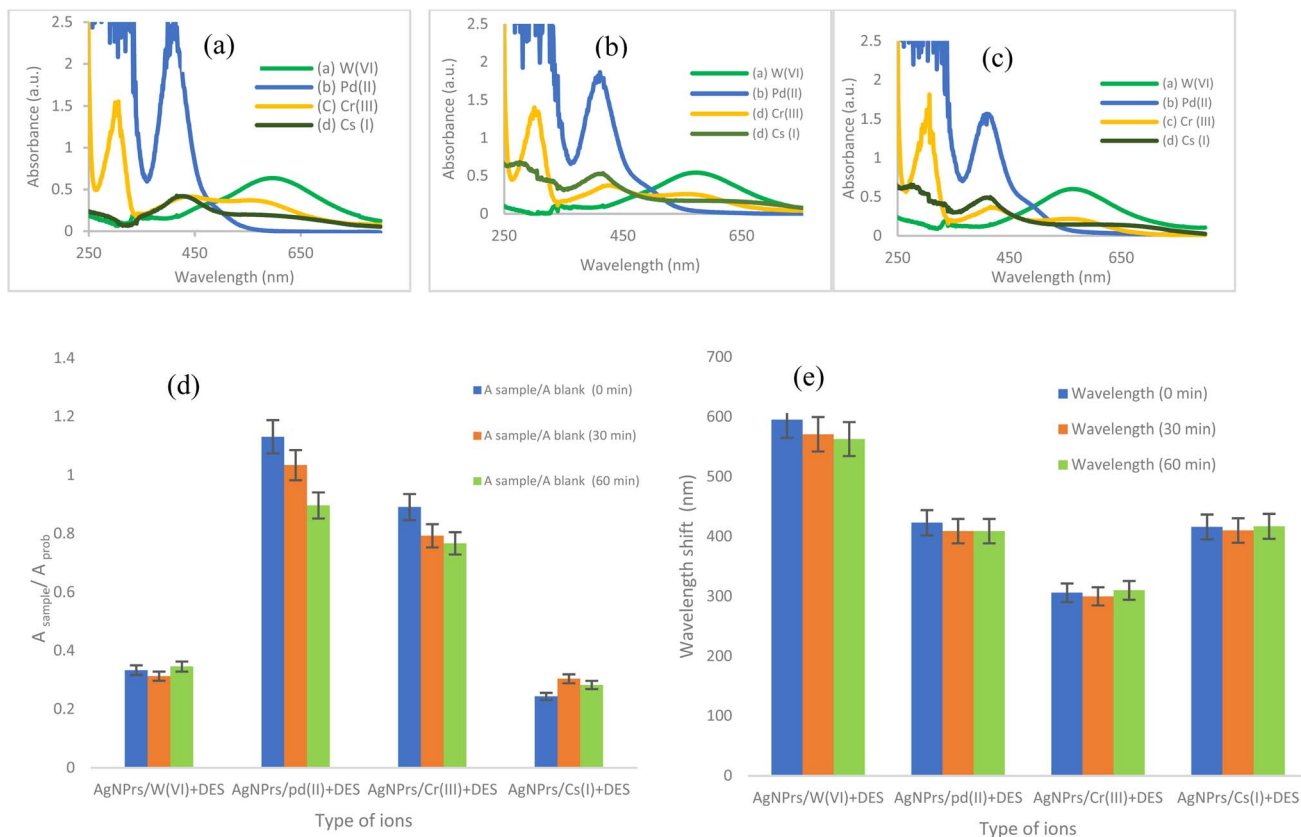 (a)
Absorbance (a.u.)
2.5
2
1.5
1
0.5
0
250
450
650
Wavelength (nm)
(a) W(VI)
(b) Pd(II)
(C) Cr(III)
(d) Cs (I)
(b)
Absorbance (a.u.)
2.5
2
1.5
1
0.5
0
250
450
650
Wavelength (nm)
(a) W(VI)
(b) Pd(II)
(d) Cr(III)
(d) Cs (I)
(c)
Absorbance (a.u.)
2.5
2
1.5
1
0.5
0
250
450
650
Wavelength (nm)
(a) W(VI)
(b) Pd(II)
(c) Cr (III)
(d) Cs (I)
(d)
A sample/ A prob
1.4
1.2
1
0.8
0.6
0.4
0.2
0
A sample/A blank (0 min)
A sample/A blank (30 min)
A sample/A blank (60 min)
AgNPrs/W(VI)+DES AgNPrs/pd(II)+DES AgNPrs/Cr(III)+DES AgNPrs/Cs(I)+DES
Type of ions
(e)
Wavelength shift (nm)
700
600
500
400
300
200
100
0
Wavelength (0 min)
Wavelength (30 min)
Wavelength (60 min)
AgNPrs/W(VI)+DES AgNPrs/pd(II)+DES AgNPrs/Cr(III)+DES AgNPrs/Cs(I)+DES
Type of ions